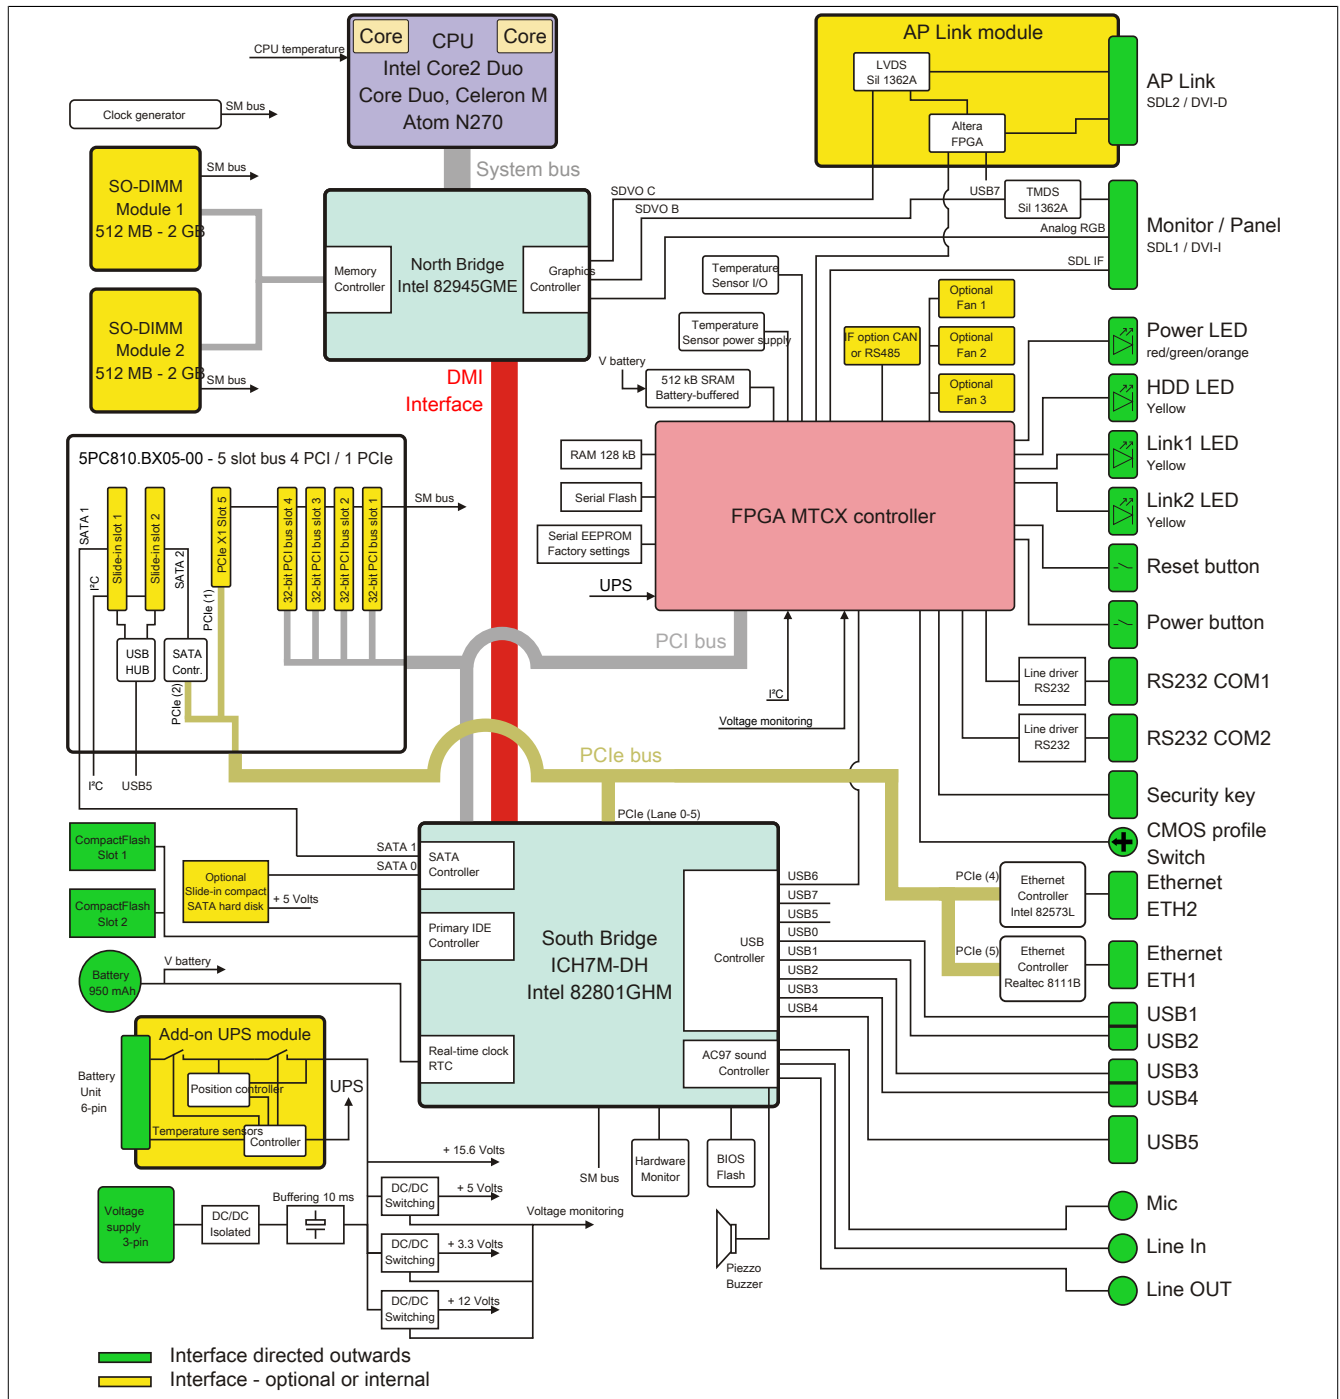 Core
Core
CPU
Intel Core2 Duo
Core Duo, Celeron M
Atom N270
CPU temperature
Clock generator
SM bus
SO-DIMM
Module 1
512 MB - 2 GB
SM bus
SO-DIMM
Module 2
512 MB - 2 GB
SM bus
System bus
North Bridge
Intel 82945GME
Memory
Controller
Graphics
Controller
SDVO C
SDVO B
AP Link module
LVDS
Sil 1362A
Altera
FPGA
USB7
TMDS
Sil 1362A
Analog RGB
SDL IF
AP Link
SDL2 / DVI-D
Monitor / Panel
SDL1 / DVI-I
DMI
Interface
Temperature
Sensor I/O
Temperature
Sensor power supply
V battery
512 kB SRAM
Battery-buffered
IF option CAN
or RS485
Optional
Fan 1
Optional
Fan 2
Optional
Fan 3
RAM 128 kB
Serial Flash
Serial EEPROM
Factory settings
UPS
FPGA MTCX controller
Power LED
red/green/orange
HDD LED
Yellow
Link1 LED
Yellow
Link2 LED
Yellow
Reset button
Power button
Line driver
RS232
RS232 COM1
Line driver
RS232
RS232 COM2
Security key
CMOS profile
Switch
5PC810.BX05-00 - 5 slot bus 4 PCI / 1 PCIe
SATA 1
Slide-in slot 1
Slide-in slot 2
SATA 2
PCIe X1 Slot 5
32-bit PCI bus slot 4
32-bit PCI bus slot 3
32-bit PCI bus slot 2
32-bit PCI bus slot 1
SM bus
I²C
PCIe (1)
USB
HUB
SATA
Contr.
PCIe (2)
I²C
USB5
PCI bus
I²C
Voltage monitoring
PCIe bus
PCIe (Lane 0-5)
CompactFlash
Slot 1
CompactFlash
Slot 2
Optional
Slide-in compact
SATA hard disk
+ 5 Volts
SATA 1
SATA 0
SATA
Controller
Primary IDE
Controller
South Bridge
ICH7M-DH
Intel 82801GHM
Real-time clock
RTC
USB
Controller
AC97 sound
Controller
USB6
USB7
USB5
USB0
USB1
USB2
USB3
USB4
PCIe (4)
Ethernet
Controller
Intel 82573L
Ethernet
ETH2
PCIe (5)
Ethernet
Controller
Realtec 8111B
Ethernet
ETH1
USB1
USB2
USB3
USB4
USB5
Mic
Line In
Line OUT
Battery
950 mAh
V battery
Add-on UPS module
Battery
Unit
6-pin
Position controller
Temperature sensors
Controller
UPS
Voltage
supply
3-pin
DC/DC
Isolated
Buffering 10 ms
+ 15.6 Volts
DC/DC
Switching
+ 5 Volts
Voltage monitoring
DC/DC
Switching
+ 3.3 Volts
DC/DC
Switching
+ 12 Volts
SM bus
Hardware
Monitor
BIOS
Flash
Piezzo
Buzzer
Interface directed outwards
Interface - optional or internal